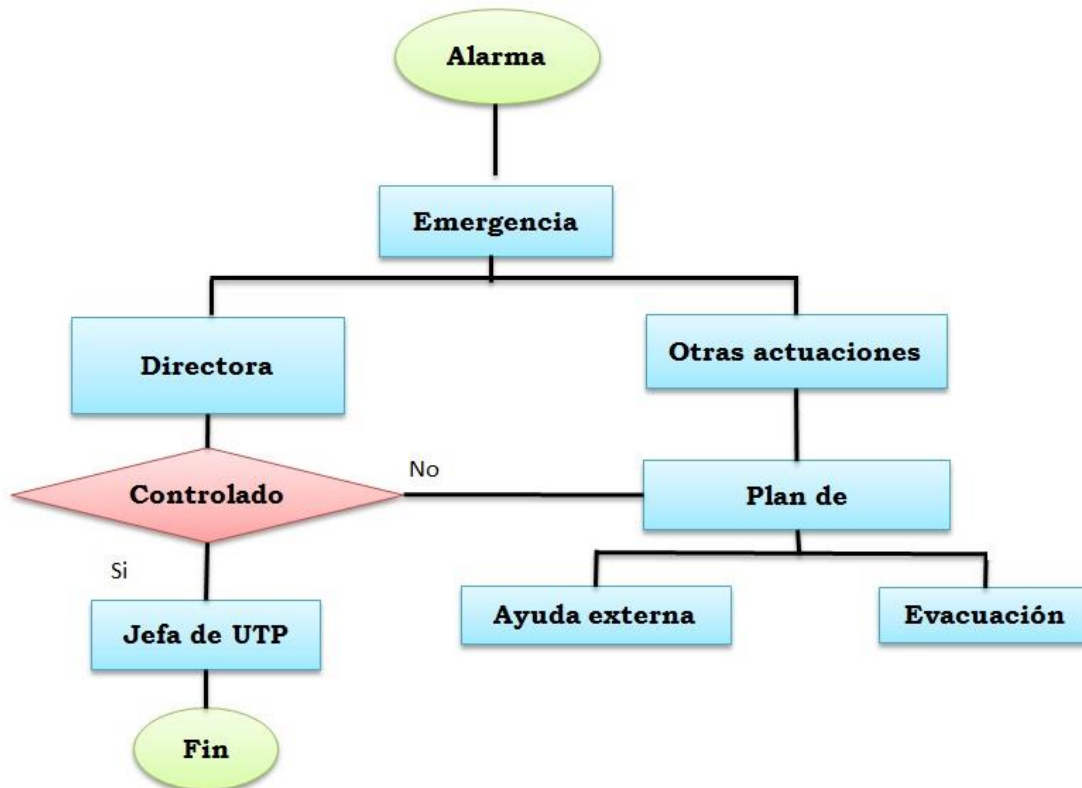 Alarma
Emergencia
Directora
Otras actuaciones
Controlado
No
Plan de
Si
Jefa de UTP
Ayuda externa
Evacuación
Fin